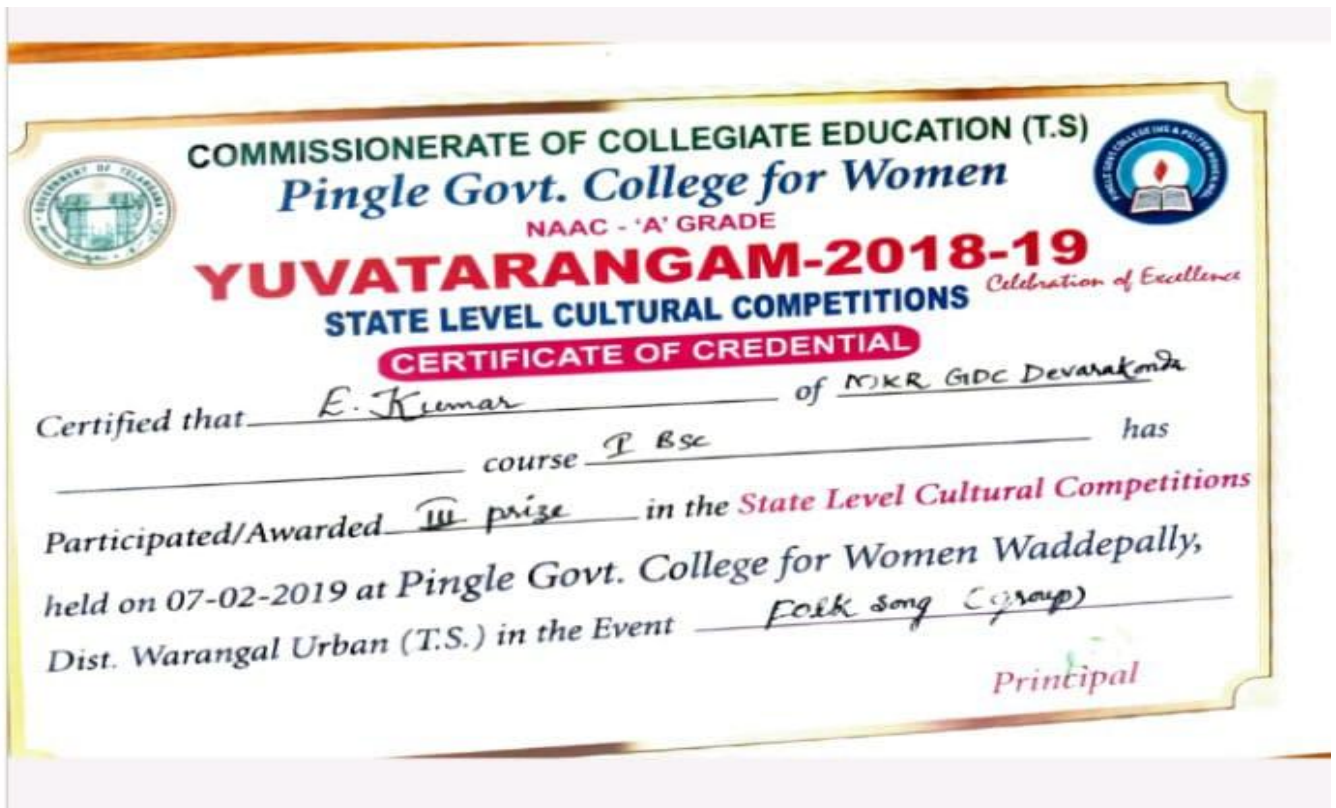 COMMISSIONERATE OF COLLEGIATE EDUCATION (T.S)
Pingle Govt. College for Women
NAAC - 'A' GRADE
YUVATARANGAM-2018-19
Celebration of Excellence
STATE LEVEL CULTURAL COMPETITIONS
CERTIFICATE OF CREDENTIAL
Certified that E. Kumar of MKR GDC Devarakonda
course I BSc has
Participated/Awarded III prize in the State Level Cultural Competitions
held on 07-02-2019 at Pingle Govt. College for Women Waddepally,
Dist. Warangal Urban (T.S.) in the Event Folk song (group)
Principal
GOVERNMENT OF TELANGANA